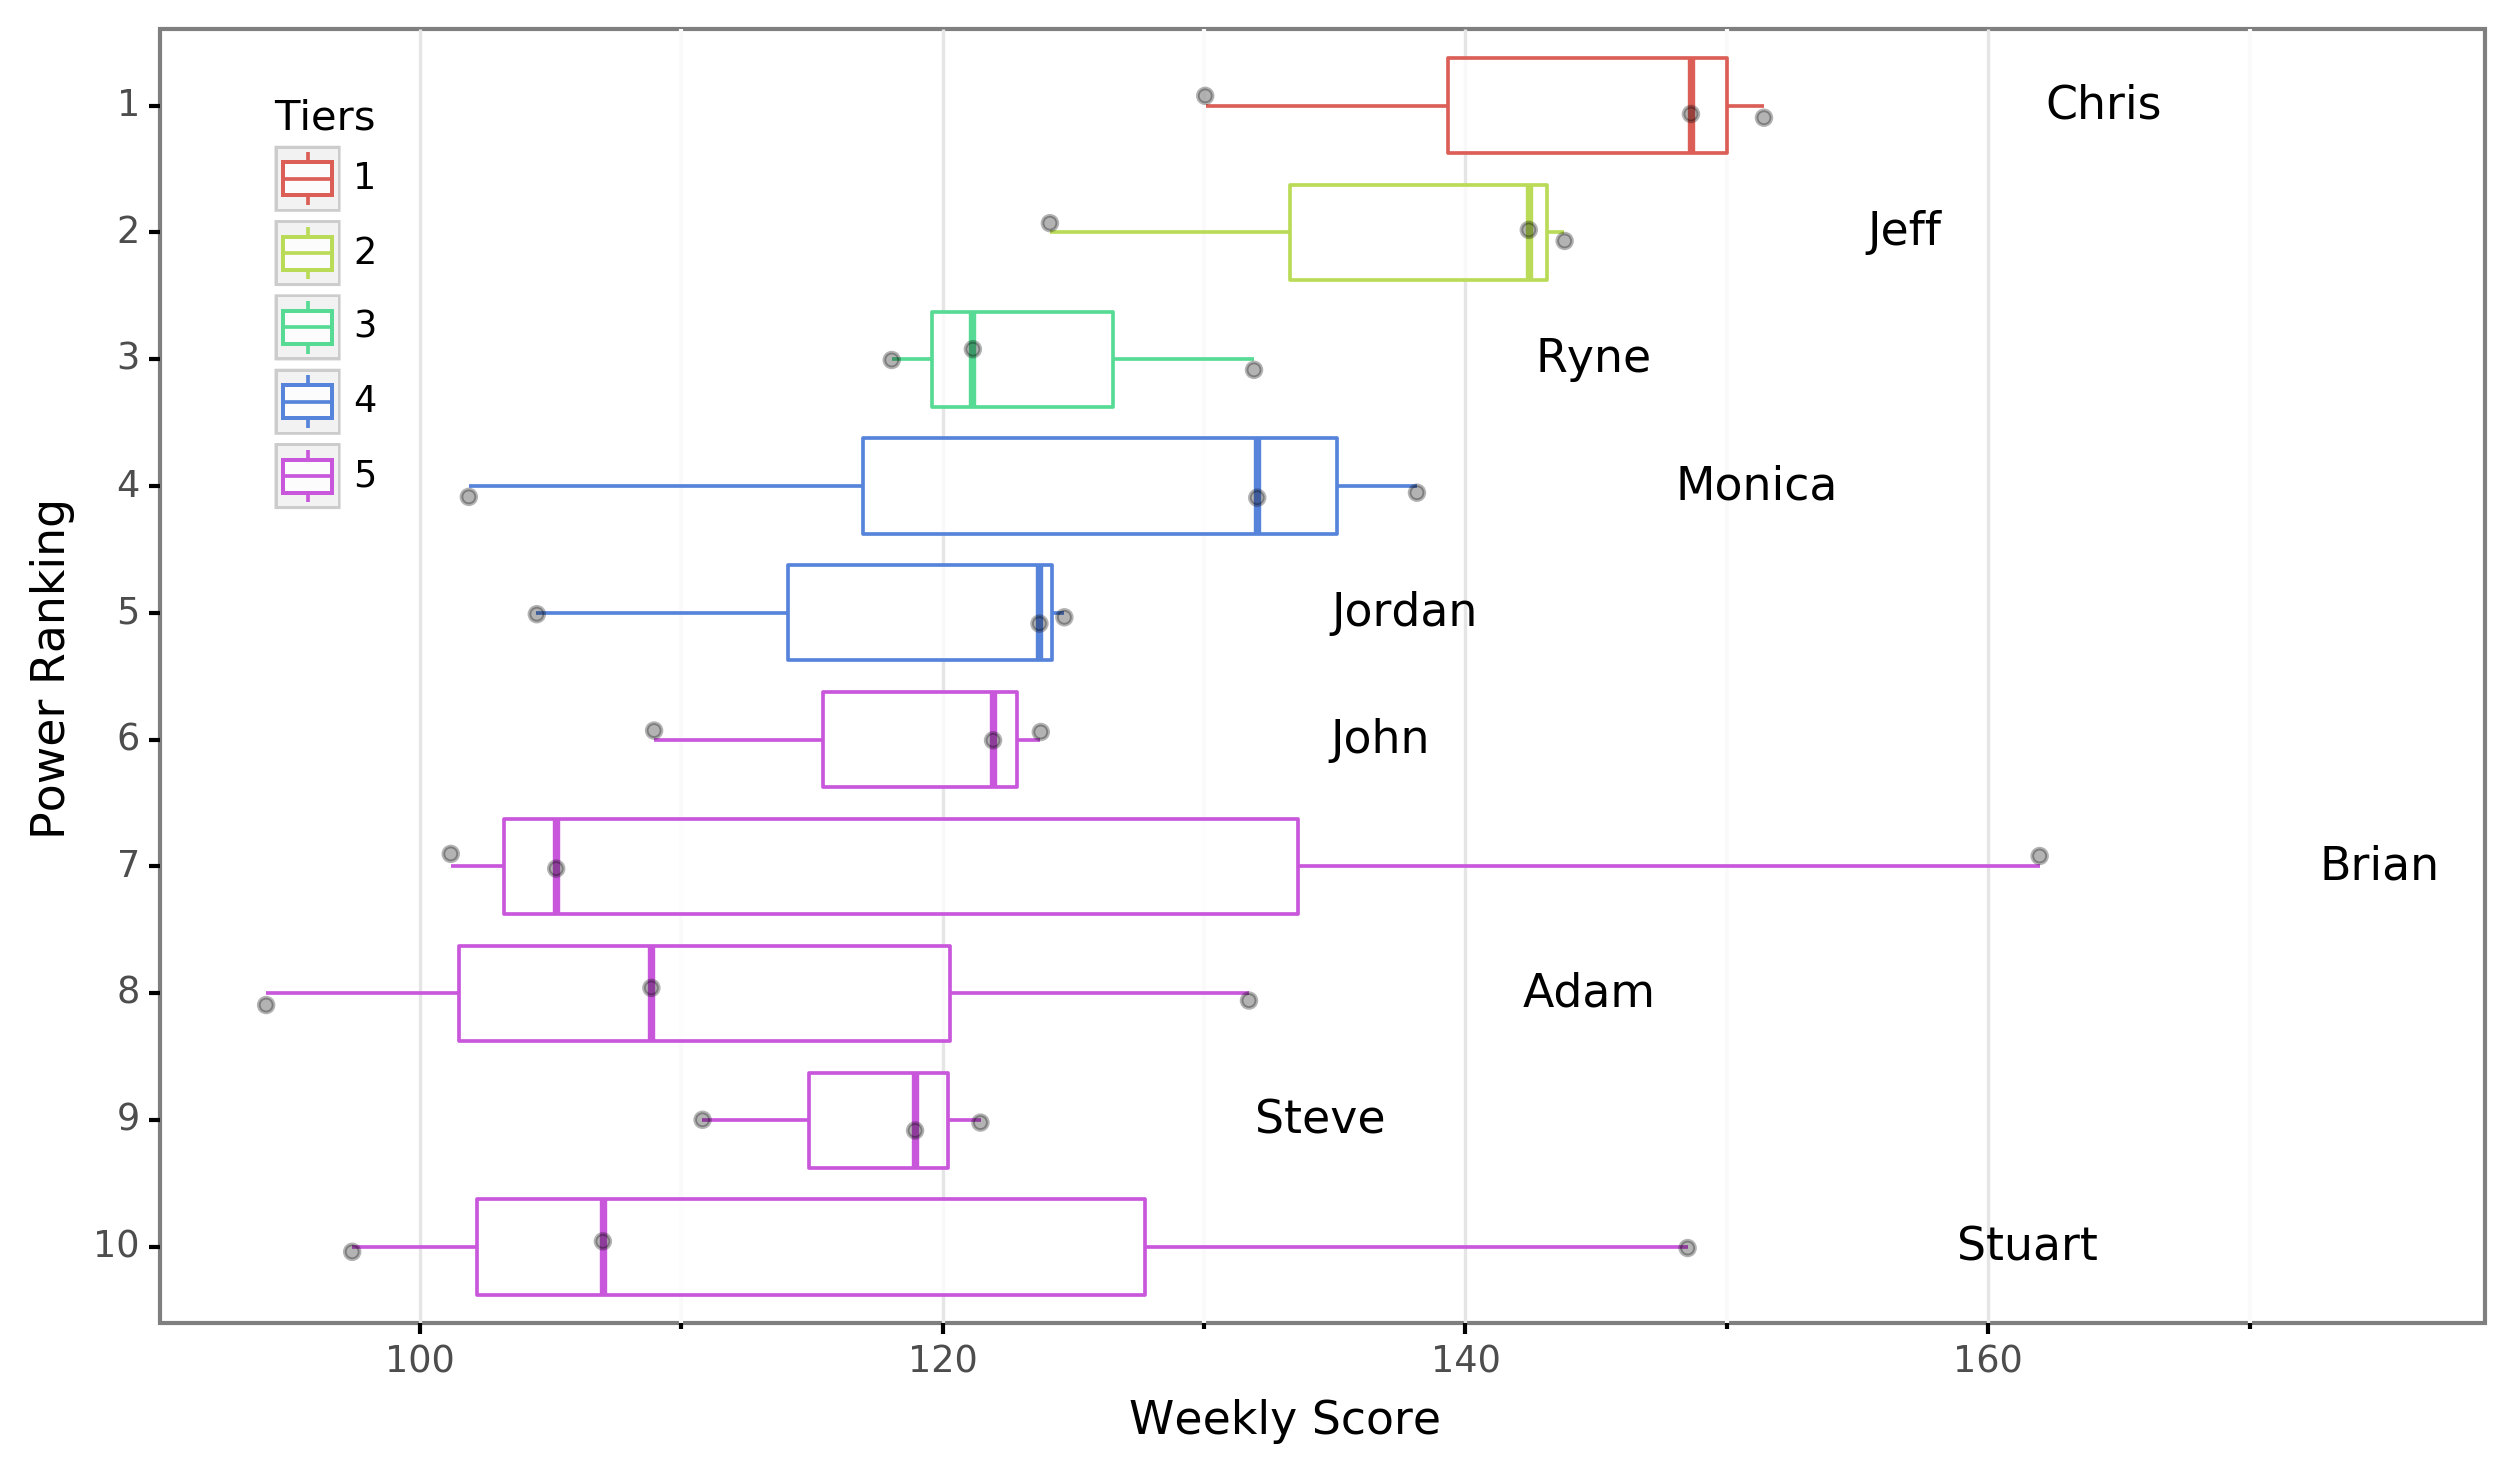 Tiers
1
2
3
4
5
Power Ranking
1
2
3
4
5
6
7
8
9
10
Chris
Jeff
Ryne
Monica
Jordan
John
Brian
Adam
Steve
Stuart
100 120 140 160
Weekly Score